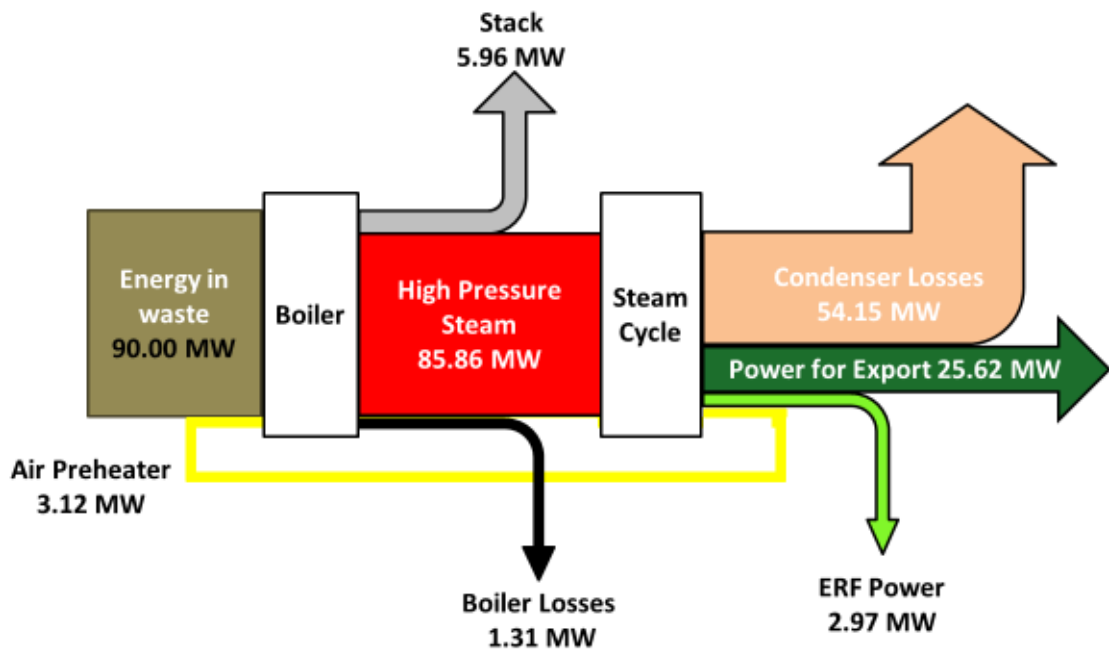 Stack
5.96 MW
Energy in
waste
90.00 MW
Boiler
High Pressure
Steam
85.86 MW
Steam
Cycle
Condenser Losses
54.15 MW
Power for Export 25.62 MW
Air Preheater
3.12 MW
Boiler Losses
1.31 MW
ERF Power
2.97 MW